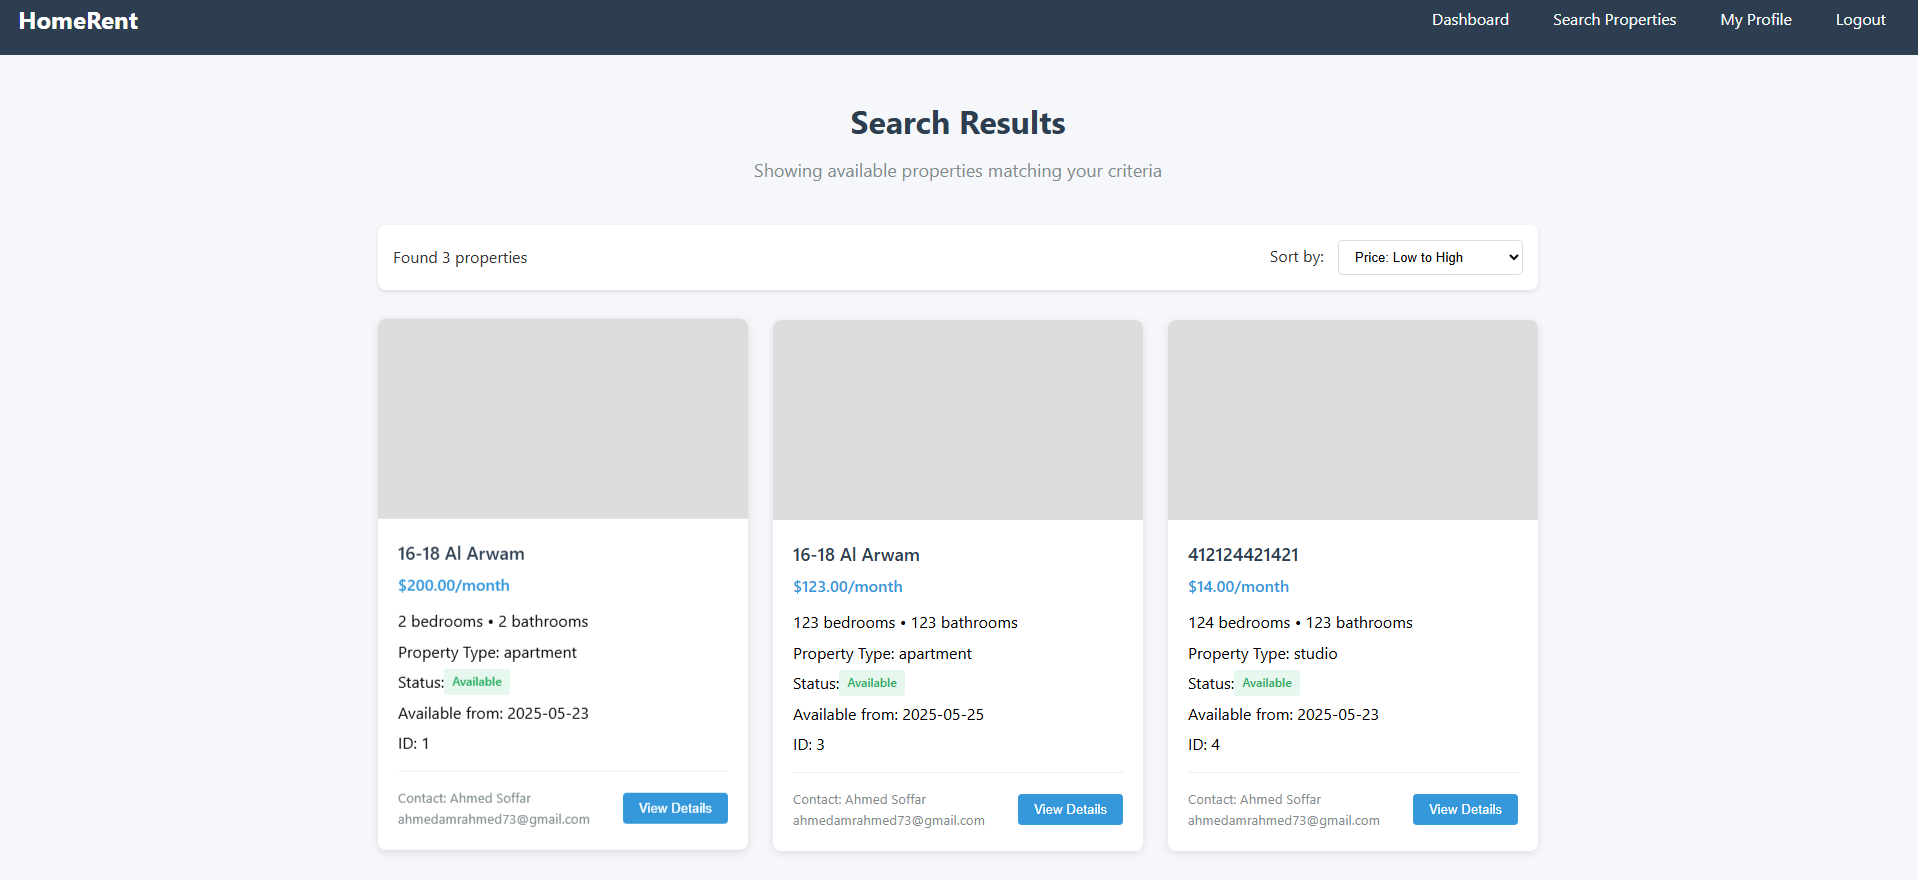 HomeRent
Dashboard
Search Properties
My Profile
Logout
Search Results
Showing available properties matching your criteria
Found 3 properties
Sort by:
Price: Low to High
16-18 Al Arwam
$200.00/month
2 bedrooms • 2 bathrooms
Property Type: apartment
Status: Available
Available from: 2025-05-23
ID: 1
Contact: Ahmed Soffar
ahmedamrahmed73@gmail.com
View Details
16-18 Al Arwam
$123.00/month
123 bedrooms • 123 bathrooms
Property Type: apartment
Status: Available
Available from: 2025-05-25
ID: 3
Contact: Ahmed Soffar
ahmedamrahmed73@gmail.com
View Details
412124421421
$14.00/month
124 bedrooms • 123 bathrooms
Property Type: studio
Status: Available
Available from: 2025-05-23
ID: 4
Contact: Ahmed Soffar
ahmedamrahmed73@gmail.com
View Details